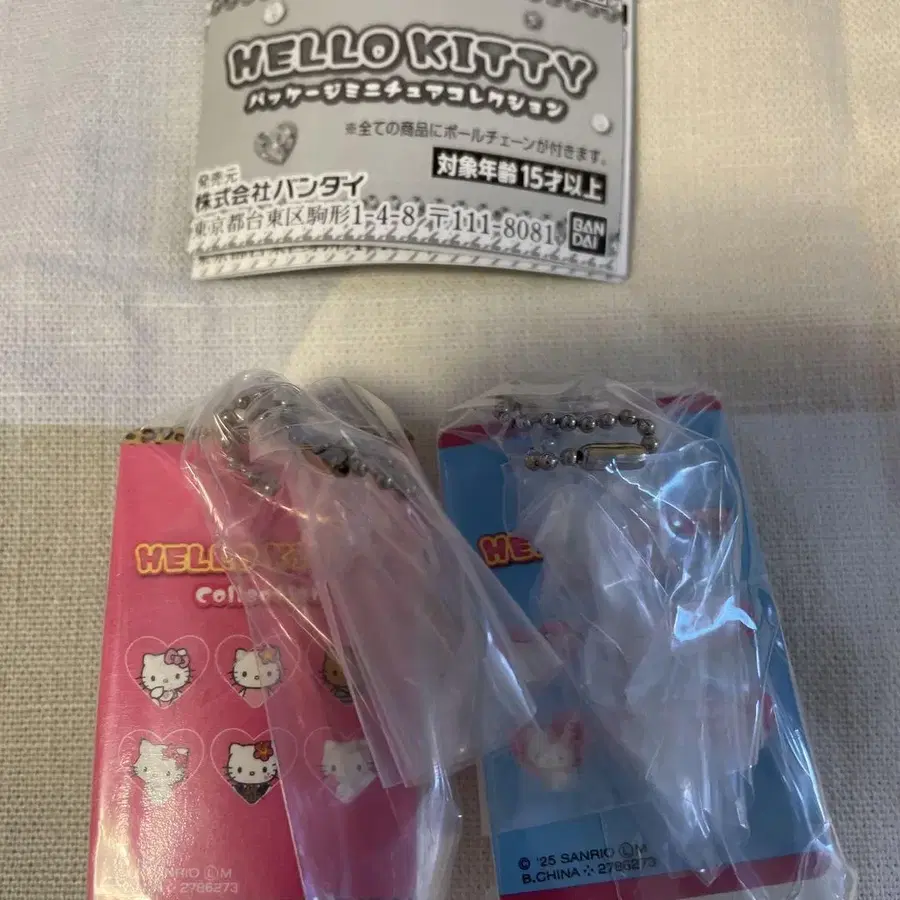 HELLO KITTY
パッケージミニチュアコレクション
※全ての商品にボールチェーンが付きます。
対象年齢15才以上
発売元
株式会社バンダイ
東京都台東区駒形1-4-8 〒111-8081
BAN
DAI
HELLO
© '25 SANRIO Ⓛ M
B.CHINA ⁘ 2786273
2786273